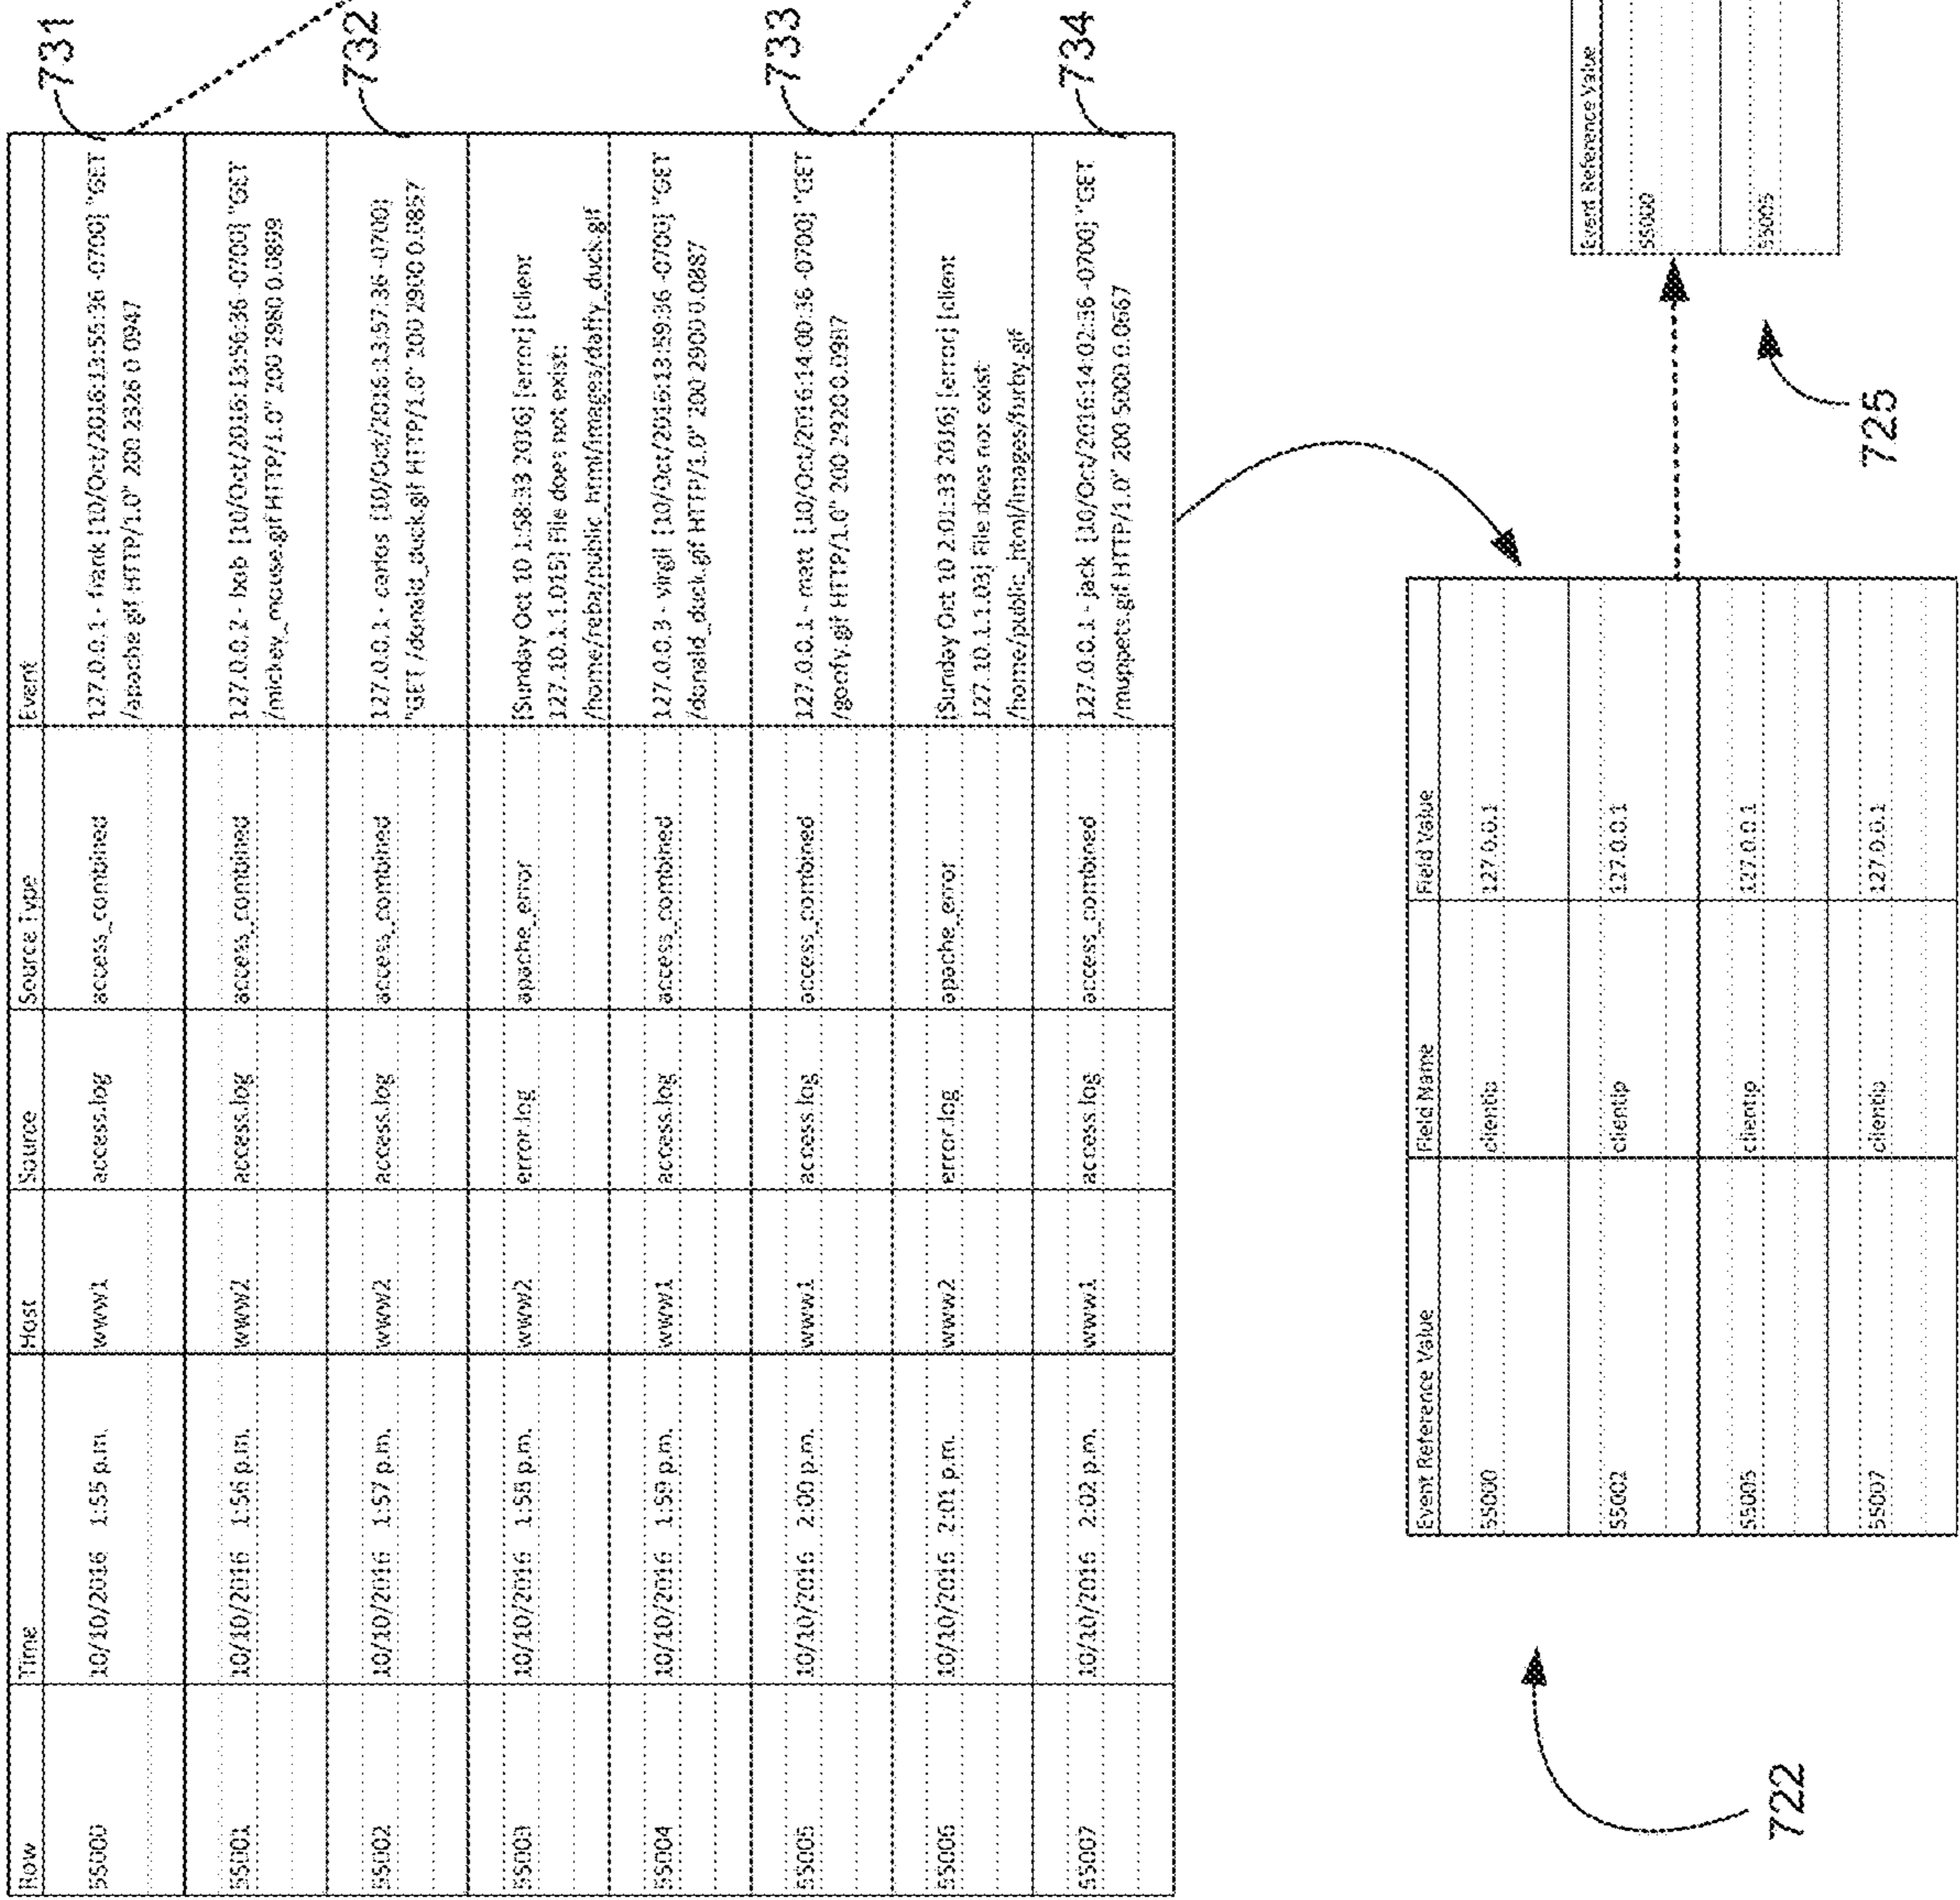 Row Time Host Source Source Type Event
55000 10/10/2016 1:55 p.m. www1 access.log access_combined 127.0.0.1 - frank [10/Oct/2016:13:55:36 -0700] "GET
/apache.gif HTTP/1.0" 200 2326 0.0947
731
55001 10/10/2016 1:56 p.m. www2 access.log access_combined 127.0.0.2 - bob [10/Oct/2016:13:56:36 -0700] "GET
/mickey_mouse.gif HTTP/1.0" 200 2980 0.0899
55002 10/10/2016 1:57 p.m. www2 access.log access_combined 127.0.0.1 - carlos [10/Oct/2016:13:57:36 -0700]
"GET /donald_duck.gif HTTP/1.0" 200 2900 0.0857
732
55003 10/10/2016 1:58 p.m. www2 error.log apache_error [Sunday Oct 10 1:58:33 2016] [error] [client
127.10.1.1.015] File does not exist:
/home/reba/public_html/images/daffy_duck.gif
55004 10/10/2016 1:59 p.m. www1 access.log access_combined 127.0.0.3 - virgil [10/Oct/2016:13:59:36 -0700] "GET
/donald_duck.gif HTTP/1.0" 200 2900 0.0887
55005 10/10/2016 2:00 p.m. www1 access.log access_combined 127.0.0.1 - matt [10/Oct/2016:14:00:36 -0700] "GET
/goofy.gif HTTP/1.0" 200 2920 0.0987
733
55006 10/10/2016 2:01 p.m. www2 error.log apache_error [Sunday Oct 10 2:01:33 2016] [error] [client
127.10.1.1.03] File does not exist:
/home/public_html/images/furby.gif
55007 10/10/2016 2:02 p.m. www1 access.log access_combined 127.0.0.1 - jack [10/Oct/2016:14:02:36 -0700] "GET
/muppets.gif HTTP/1.0" 200 5000 0.0667
734
722
Event Reference Value Field Name Field Value
55000 clientip 127.0.0.1
55002 clientip 127.0.0.1
55005 clientip 127.0.0.1
55007 clientip 127.0.0.1
725
Event Reference Value
55000
55005